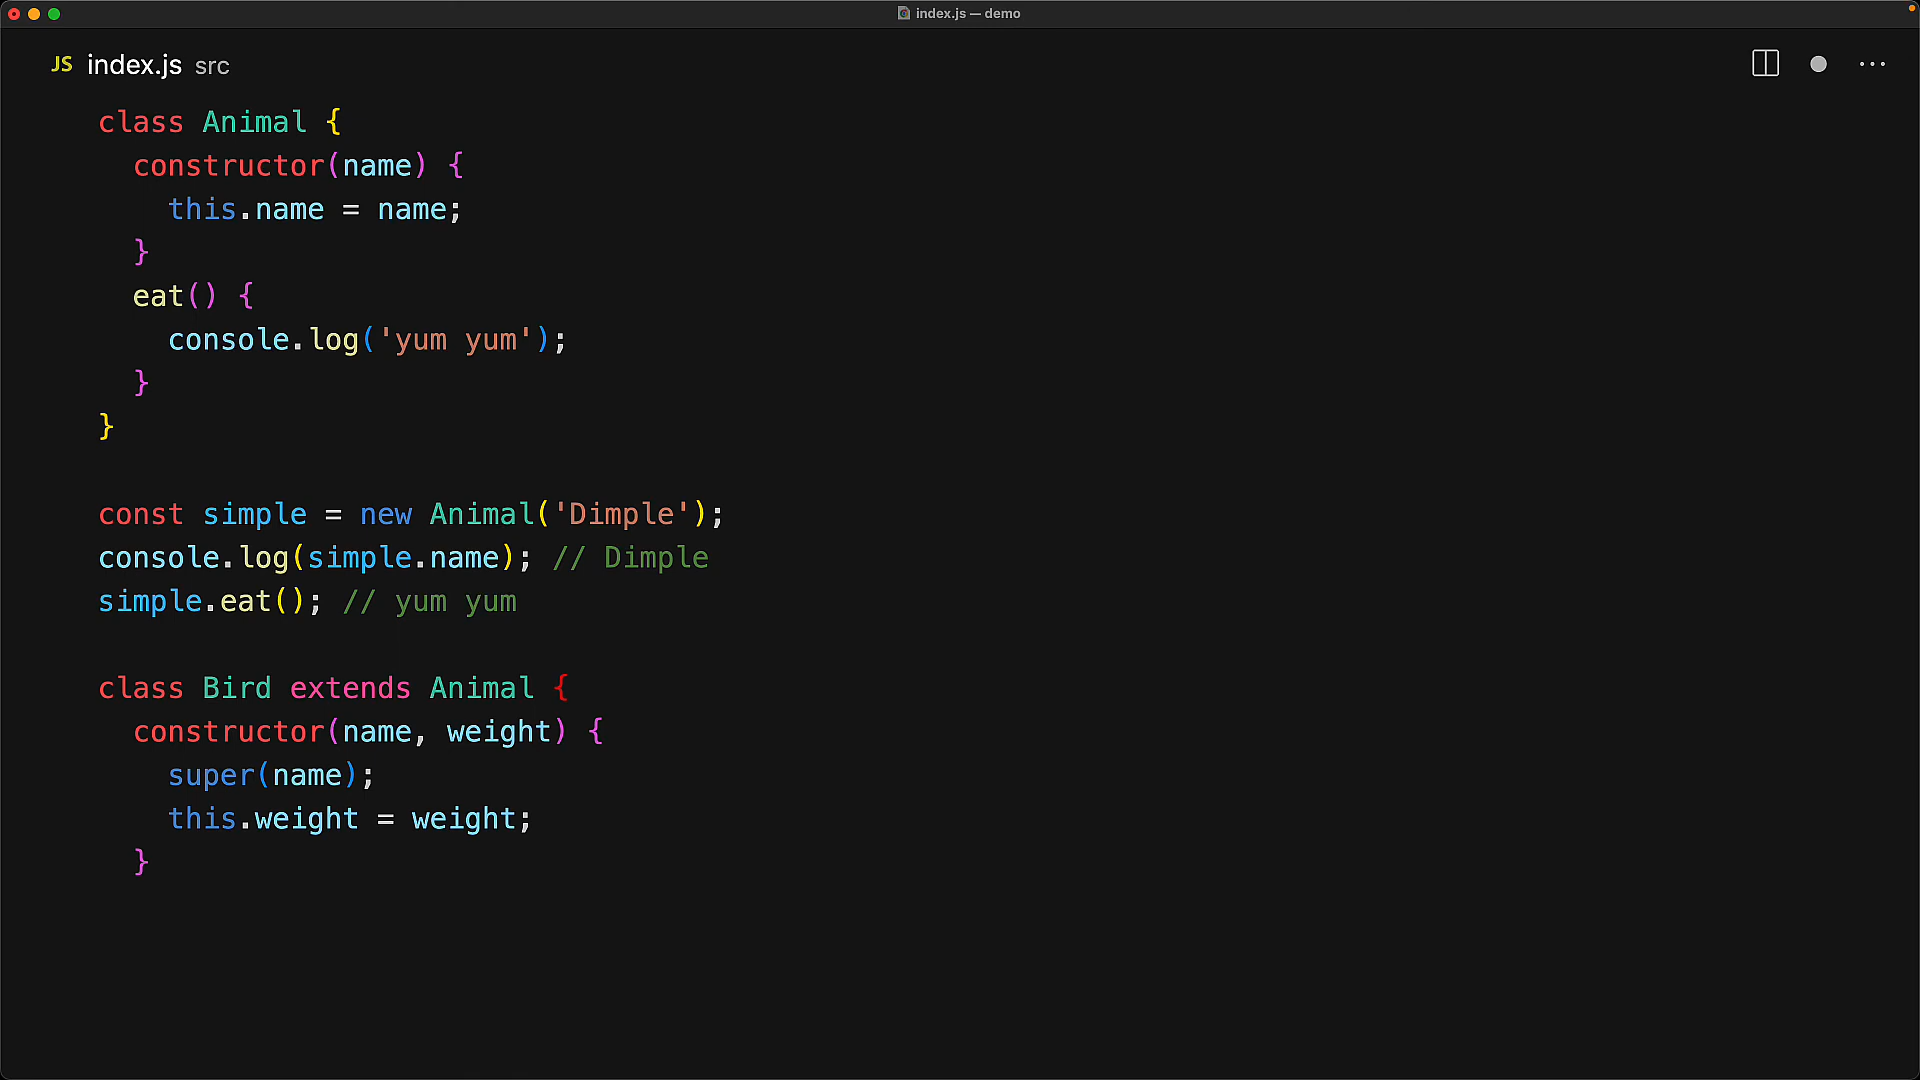 index.js — demo
JS index.js src
class Animal {
  constructor(name) {
    this.name = name;
  }
  eat() {
    console.log('yum yum');
  }
}

const simple = new Animal('Dimple');
console.log(simple.name); // Dimple
simple.eat(); // yum yum

class Bird extends Animal {
  constructor(name, weight) {
    super(name);
    this.weight = weight;
  }